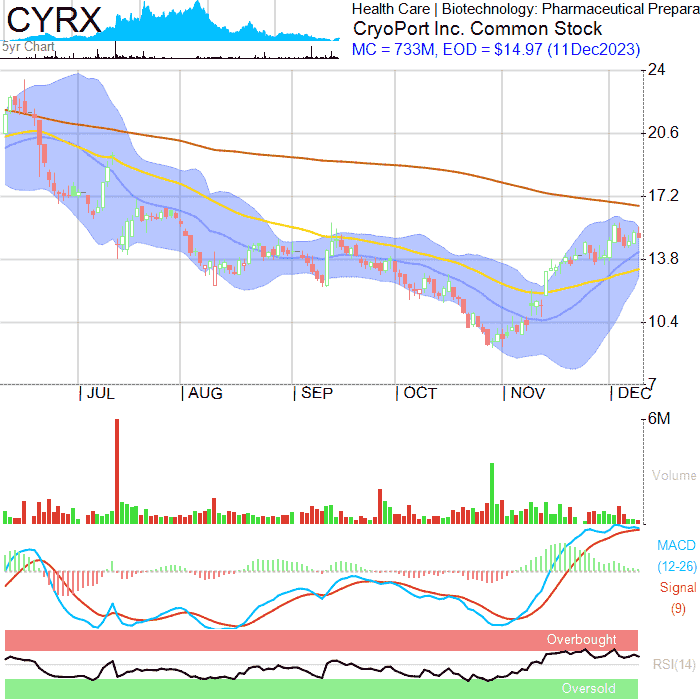 CYRX
Health Care | Biotechnology: Pharmaceutical Prepara
CryoPort Inc. Common Stock
MC = 733M, EOD = $14.97 (11Dec2023)
5yr Chart
24
20.6
17.2
13.8
10.4
7
JUL AUG SEP OCT NOV DEC
6M
Volume
MACD
(12-26)
Signal
(9)
Overbought
RSI(14)
Oversold